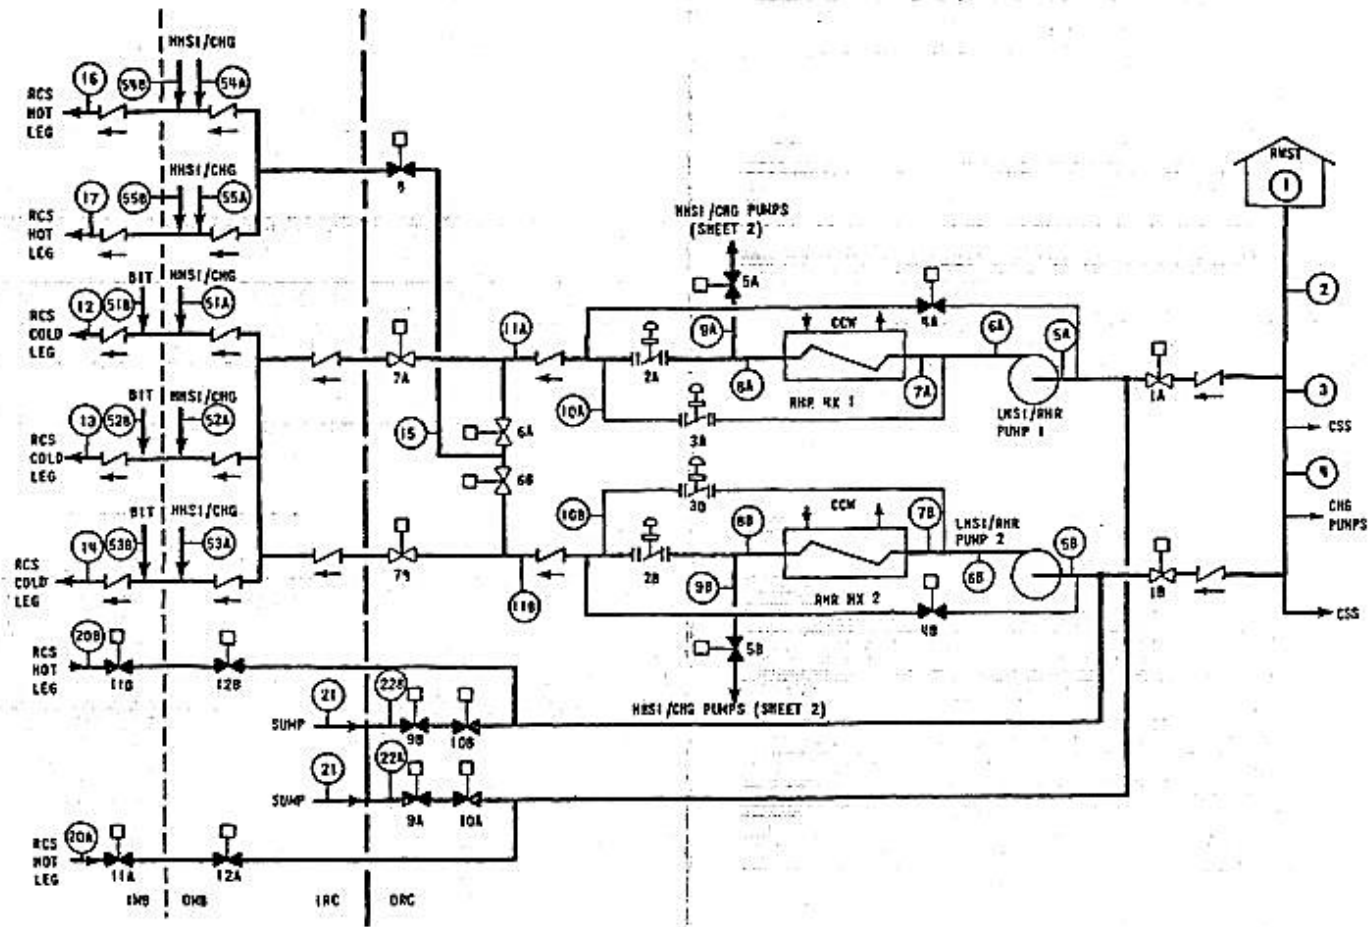 HHSI/CHG
16
54B
54A
RCS
HOT
LEG
HHSI/CHG
17
55B
55A
RCS
HOT
LEG
8
RWST
1
HHSI/CHG PUMPS
(SHEET 2)
5A
4A
2
BIT
HHSI/CHG
12
51B
51A
RCS
COLD
LEG
7A
11A
2A
9A
8A
CCW
7A
6A
5A
RHR HX 1
LHSI/RHR
PUMP 1
1A
3
CSS
10A
3A
BIT
HHSI/CHG
13
52B
52A
RCS
COLD
LEG
15
6A
6B
4
CHG
PUMPS
10B
3B
BIT
HHSI/CHG
14
53B
53A
RCS
COLD
LEG
7B
11B
2B
8B
9B
CCW
7B
LHSI/RHR
PUMP 2
6B
5B
RHR HX 2
4B
1B
CSS
20B
RCS
HOT
LEG
11B
12B
5B
HHSI/CHG PUMPS (SHEET 2)
21
22B
SUMP
9B
10B
21
22A
SUMP
9A
10A
20A
RCS
HOT
LEG
11A
12A
IMB
OMB
IRC
ORC